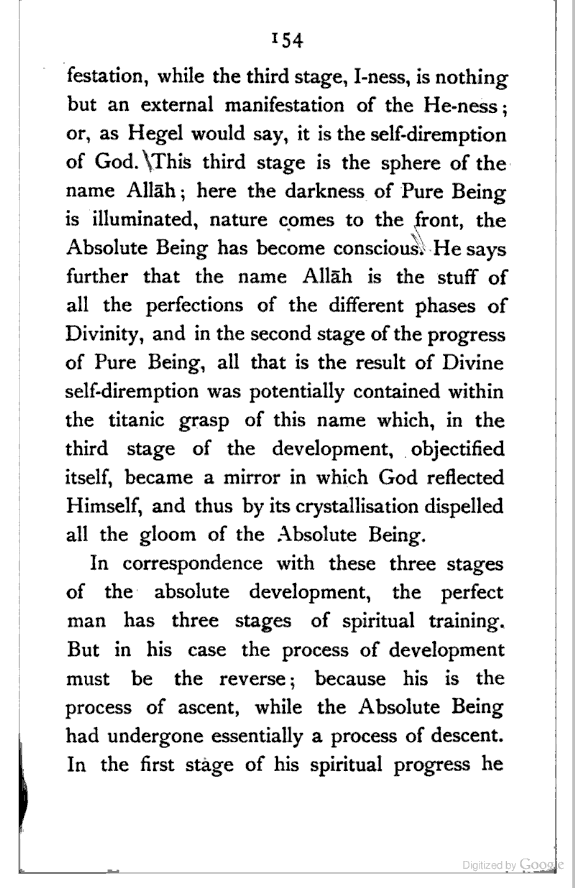 154
festation, while the third stage, I-ness, is nothing
but an external manifestation of the He-ness;
or, as Hegel would say, it is the self-diremption
of God. This third stage is the sphere of the
name Allāh; here the darkness of Pure Being
is illuminated, nature comes to the front, the
Absolute Being has become conscious. He says
further that the name Allāh is the stuff of
all the perfections of the different phases of
Divinity, and in the second stage of the progress
of Pure Being, all that is the result of Divine
self-diremption was potentially contained within
the titanic grasp of this name which, in the
third stage of the development, objectified
itself, became a mirror in which God reflected
Himself, and thus by its crystallisation dispelled
all the gloom of the Absolute Being.
In correspondence with these three stages
of the absolute development, the perfect
man has three stages of spiritual training.
But in his case the process of development
must be the reverse; because his is the
process of ascent, while the Absolute Being
had undergone essentially a process of descent.
In the first stage of his spiritual progress he
Digitized by Google